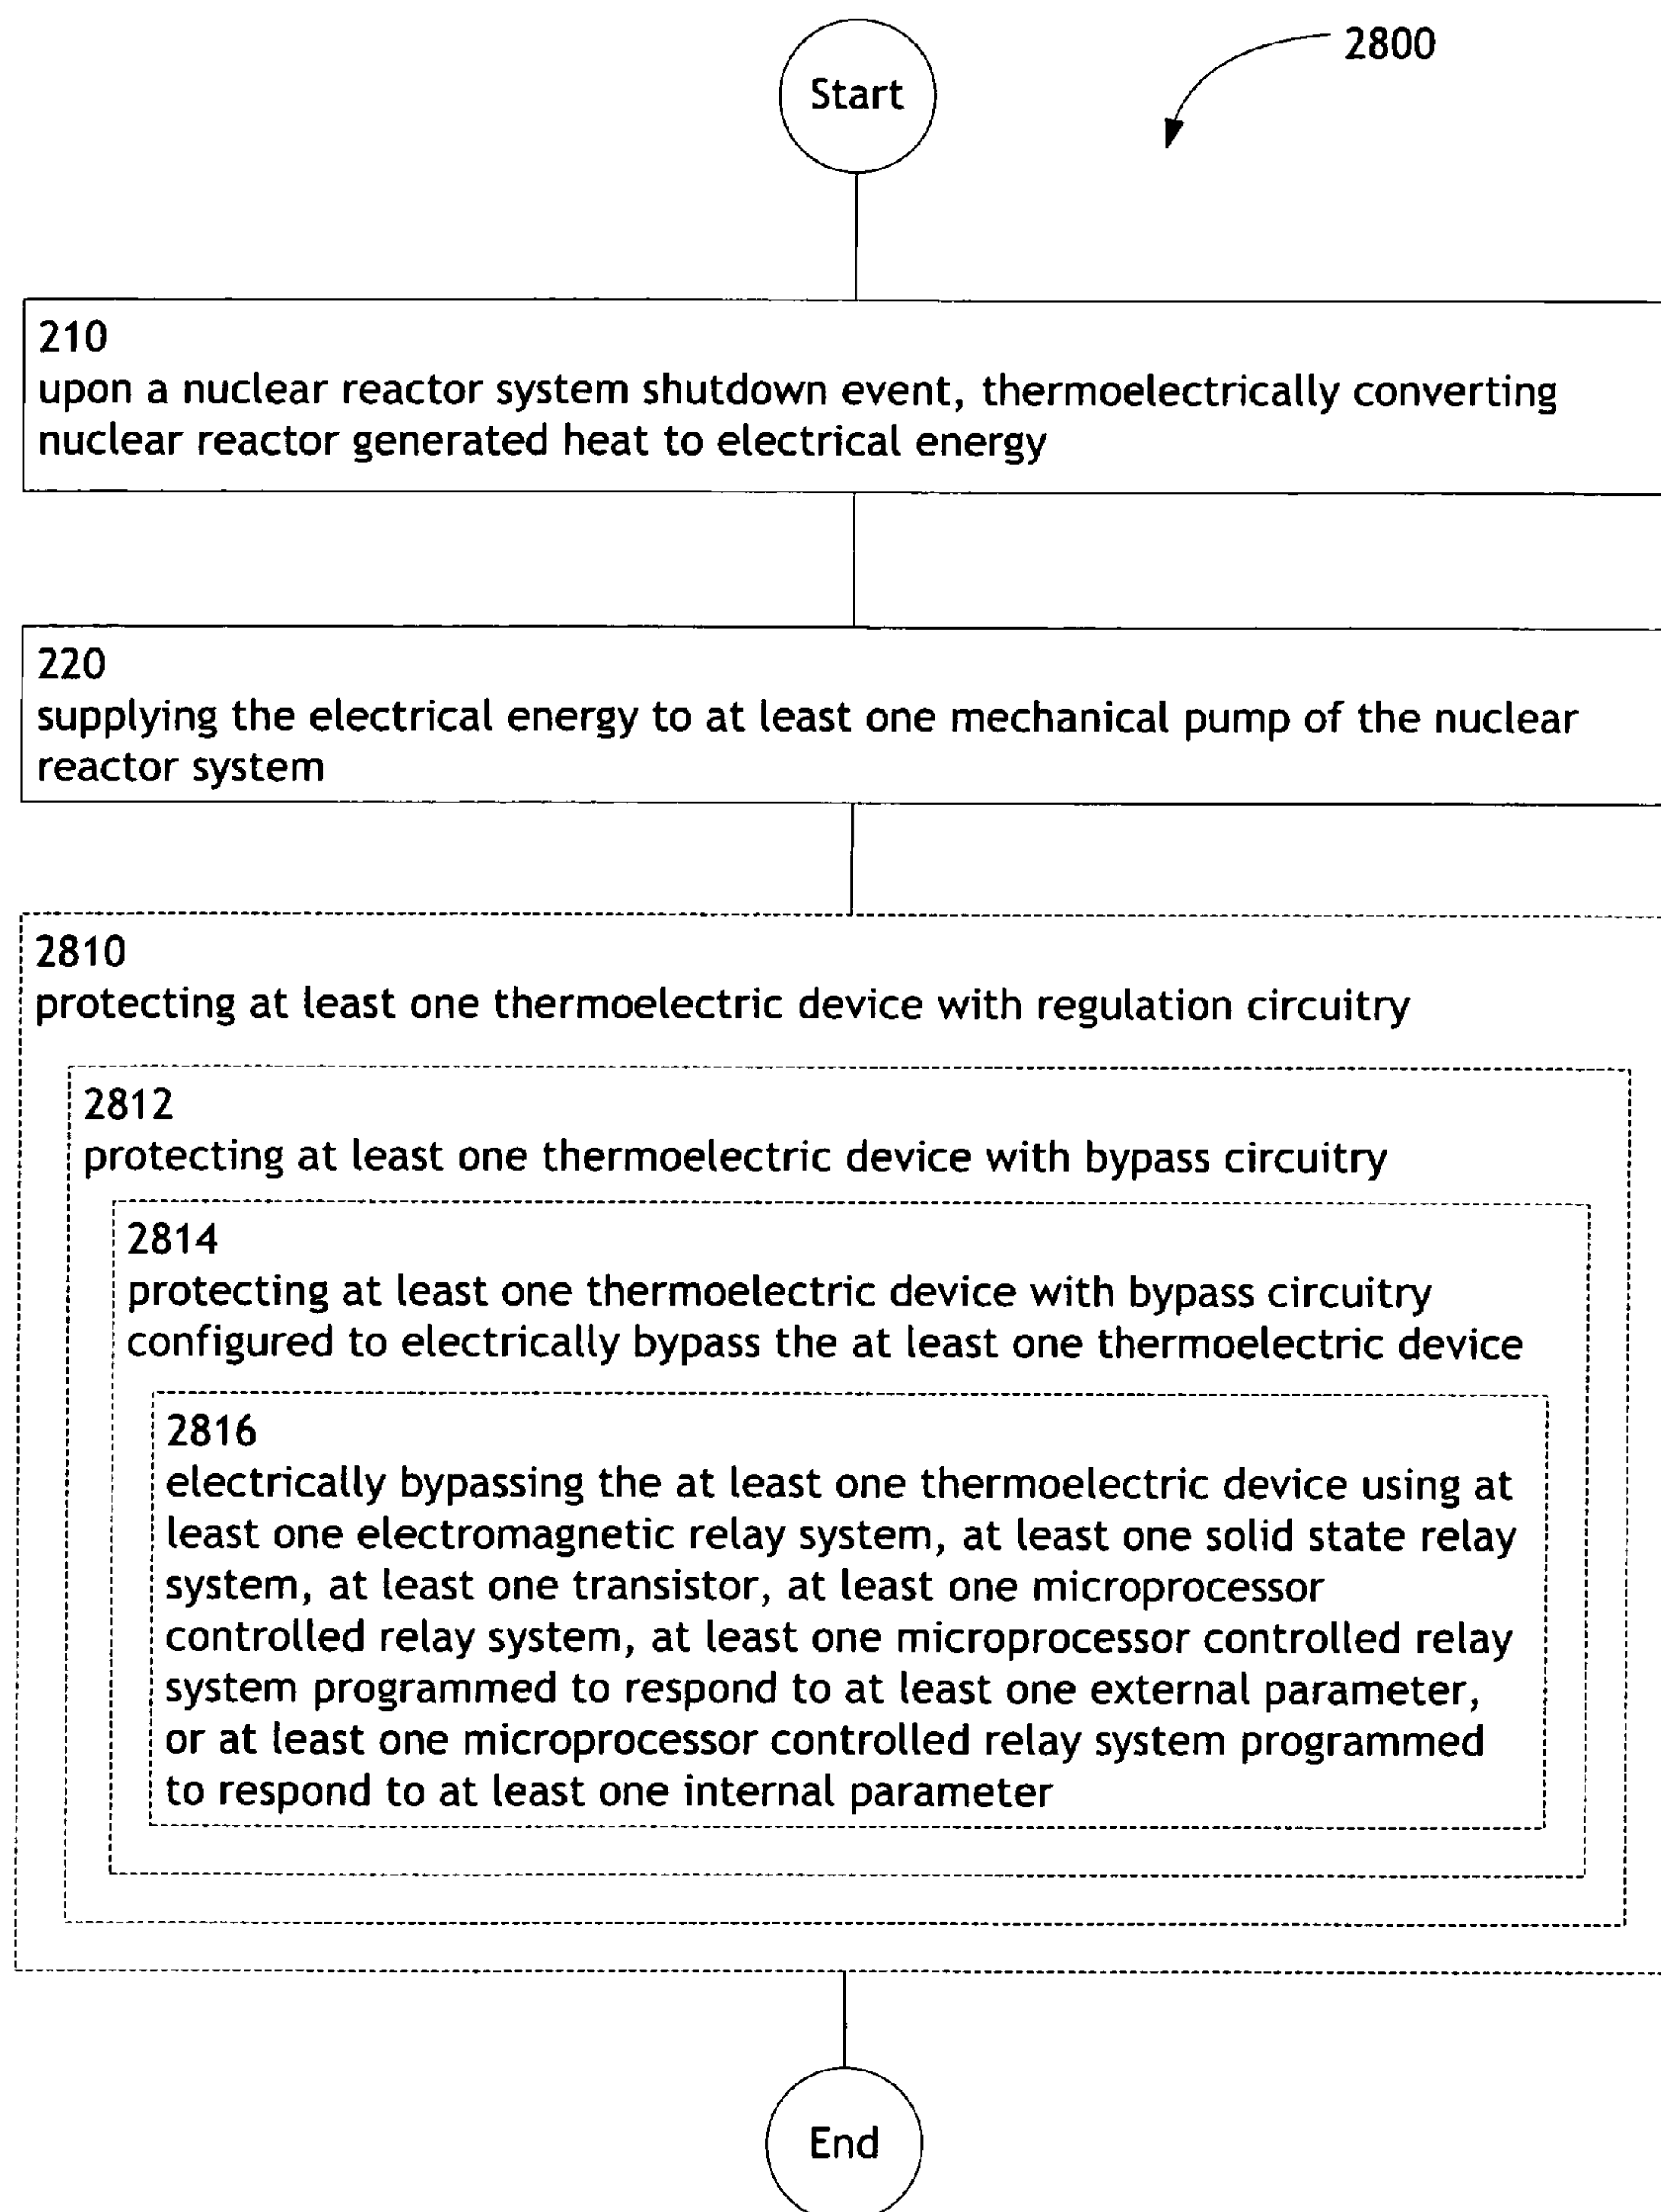 2800
Start
210
upon a nuclear reactor system shutdown event, thermoelectrically converting
nuclear reactor generated heat to electrical energy
220
supplying the electrical energy to at least one mechanical pump of the nuclear
reactor system
2810
protecting at least one thermoelectric device with regulation circuitry
2812
protecting at least one thermoelectric device with bypass circuitry
2814
protecting at least one thermoelectric device with bypass circuitry
configured to electrically bypass the at least one thermoelectric device
2816
electrically bypassing the at least one thermoelectric device using at
least one electromagnetic relay system, at least one solid state relay
system, at least one transistor, at least one microprocessor
controlled relay system, at least one microprocessor controlled relay
system programmed to respond to at least one external parameter,
or at least one microprocessor controlled relay system programmed
to respond to at least one internal parameter
End